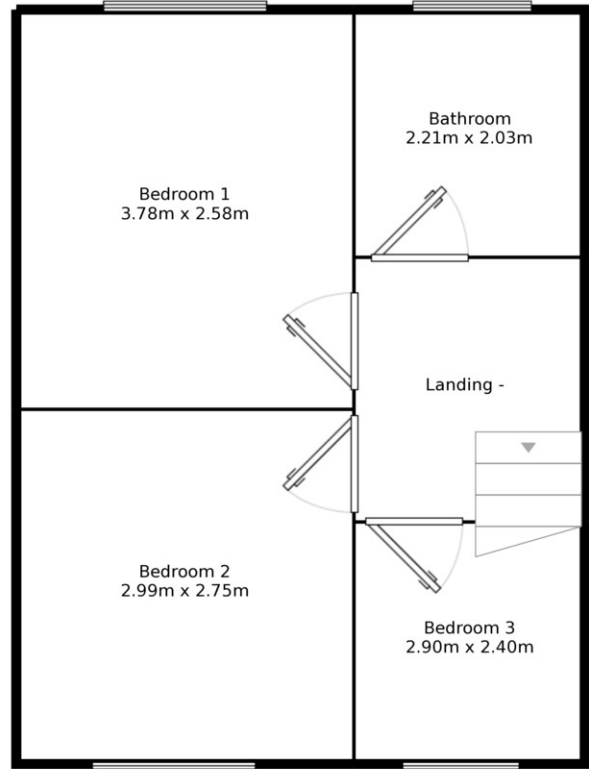 Bathroom
2.21m x 2.03m
Bedroom 1
3.78m x 2.58m
Landing -
Bedroom 2
2.99m x 2.75m
Bedroom 3
2.90m x 2.40m